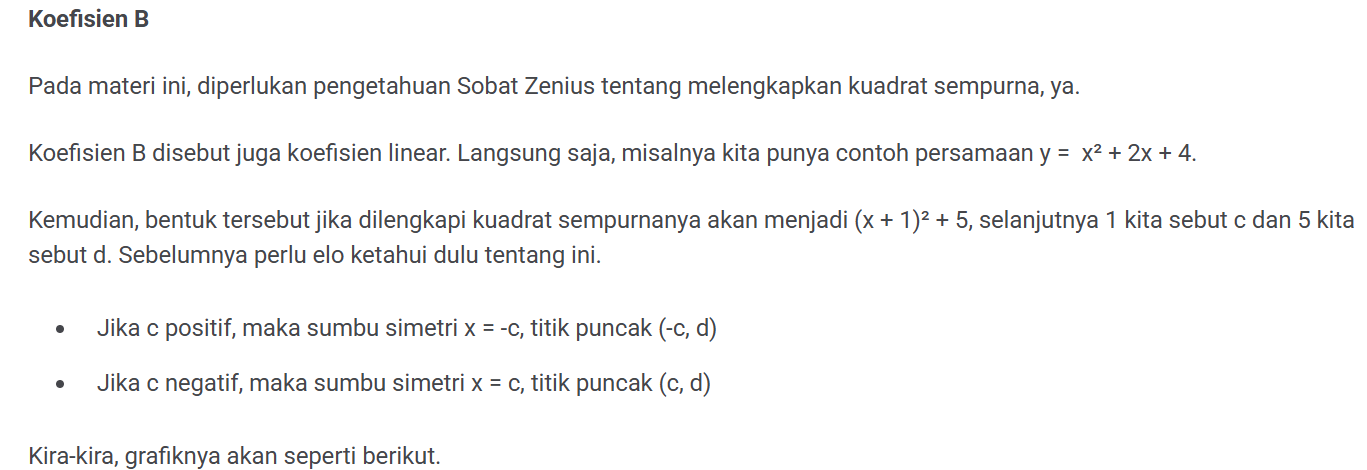 Koefisien B
Pada materi ini, diperlukan pengetahuan Sobat Zenius tentang melengkapkan kuadrat sempurna, ya.
Koefisien B disebut juga koefisien linear. Langsung saja, misalnya kita punya contoh persamaan y = x² + 2x + 4.
Kemudian, bentuk tersebut jika dilengkapi kuadrat sempurnanya akan menjadi (x + 1)² + 5, selanjutnya 1 kita sebut c dan 5 kita
sebut d. Sebelumnya perlu elo ketahui dulu tentang ini.
• Jika c positif, maka sumbu simetri x = -c, titik puncak (-c, d)
• Jika c negatif, maka sumbu simetri x = c, titik puncak (c, d)
Kira-kira, grafiknya akan seperti berikut.